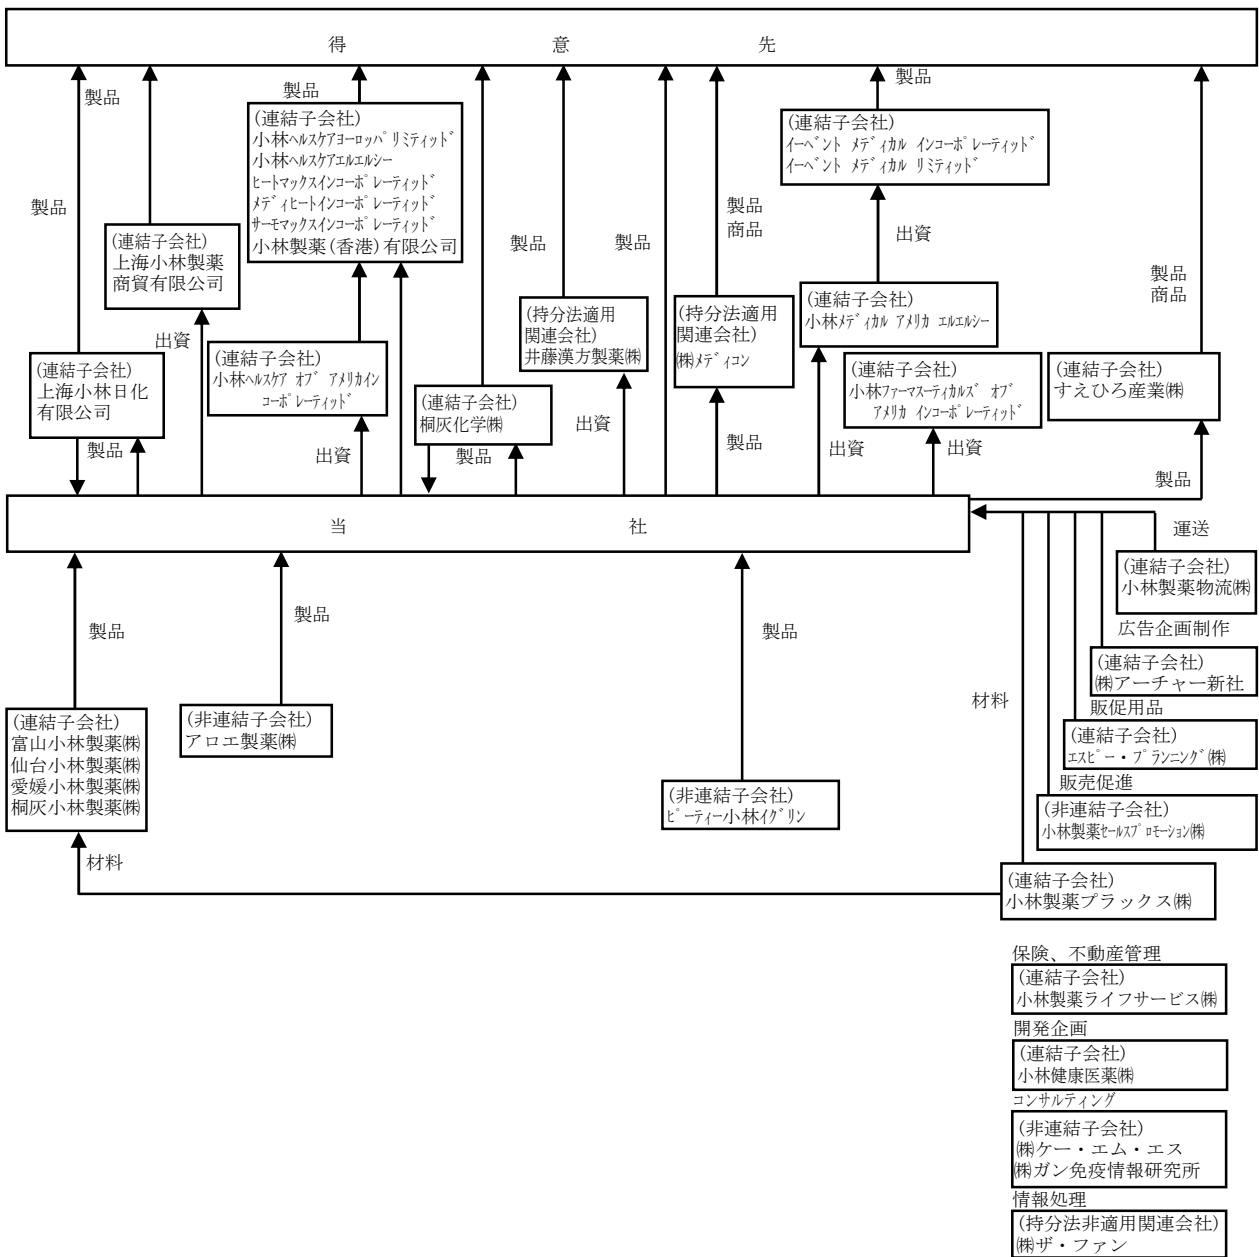 得意先
製品
製品
製品
(連結子会社)
小林ﾍﾙｽｹｱﾖｰﾛｯﾊﾟ ﾘﾐﾃｨｯﾄﾞ
小林ﾍﾙｽｹｱｴﾙｴﾙｼｰ
ﾋｰﾄﾏｯｸｽｲﾝｺｰﾎﾟﾚｰﾃｨｯﾄﾞ
ﾒﾃﾞｨﾋｰﾄｲﾝｺｰﾎﾟﾚｰﾃｨｯﾄﾞ
ｻｰﾓﾏｯｸｽｲﾝｺｰﾎﾟﾚｰﾃｨｯﾄﾞ
小林製薬(香港)有限公司
(連結子会社)
ｲｰﾍﾞﾝﾄ ﾒﾃﾞｨｶﾙ ｲﾝｺｰﾎﾟﾚｰﾃｨｯﾄﾞ
ｲｰﾍﾞﾝﾄ ﾒﾃﾞｨｶﾙ ﾘﾐﾃｨｯﾄﾞ
製品
(連結子会社)
上海小林製薬
商貿有限公司
製品
製品
製品
商品
出資
製品
商品
出資
(連結子会社)
上海小林日化
有限公司
(連結子会社)
小林ﾍﾙｽｹｱ ｵﾌﾞ ｱﾒﾘｶｲﾝ
ｺｰﾎﾟﾚｰﾃｨｯﾄﾞ
(持分法適用
関連会社)
井藤漢方製薬㈱
(持分法適用
関連会社)
㈱ﾒﾃﾞｨｺﾝ
(連結子会社)
小林ﾒﾃﾞｨｶﾙ ｱﾒﾘｶ ｴﾙｴﾙｼｰ
(連結子会社)
小林ﾌｧｰﾏｽｰﾃｨｶﾙｽﾞ ｵﾌﾞ
ｱﾒﾘｶ ｲﾝｺｰﾎﾟﾚｰﾃｨｯﾄﾞ
(連結子会社)
すえひろ産業㈱
(連結子会社)
桐灰化学㈱
製品
出資
製品
出資
製品
出資
出資
製品
当社
運送
(連結子会社)
小林製薬物流㈱
広告企画制作
(連結子会社)
㈱アーチャー新社
販促用品
(連結子会社)
ｴｽﾋﾟｰ・ﾌﾟﾗﾝﾆﾝｸﾞ㈱
販売促進
(非連結子会社)
小林製薬ｾｰﾙｽﾌﾟﾛﾓｰｼｮﾝ㈱
材料
(連結子会社)
小林製薬プラックス㈱
製品
製品
製品
(連結子会社)
富山小林製薬㈱
仙台小林製薬㈱
愛媛小林製薬㈱
桐灰小林製薬㈱
(非連結子会社)
アロエ製薬㈱
(非連結子会社)
ﾋﾟｰﾃｨｰ小林ｲｸﾞﾘﾝ
材料
保険、不動産管理
(連結子会社)
小林製薬ライフサービス㈱
開発企画
(連結子会社)
小林健康医薬㈱
コンサルティング
(非連結子会社)
㈱ケー・エム・エス
㈱ガン免疫情報研究所
情報処理
(持分法非適用関連会社)
㈱ザ・ファン